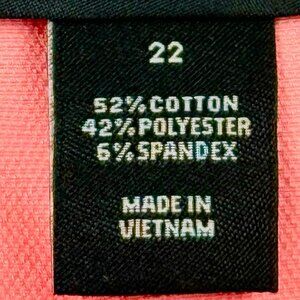 22
52% COTTON
42% POLYESTER
6% SPANDEX
MADE IN
VIETNAM